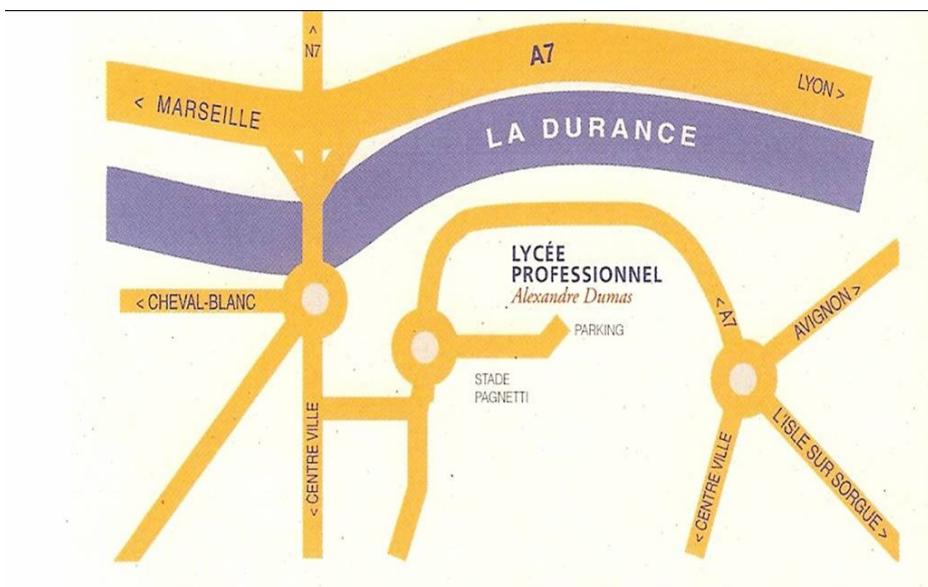 < N7
A7
LYON >
< MARSEILLE
LA DURANCE
LYCÉE
PROFESSIONNEL
Alexandre Dumas
< CHEVAL-BLANC
PARKING
< A7
AVIGNON >
STADE
PAGNETTI
< CENTRE VILLE
< CENTRE VILLE
L'ISLE SUR SORGUE >